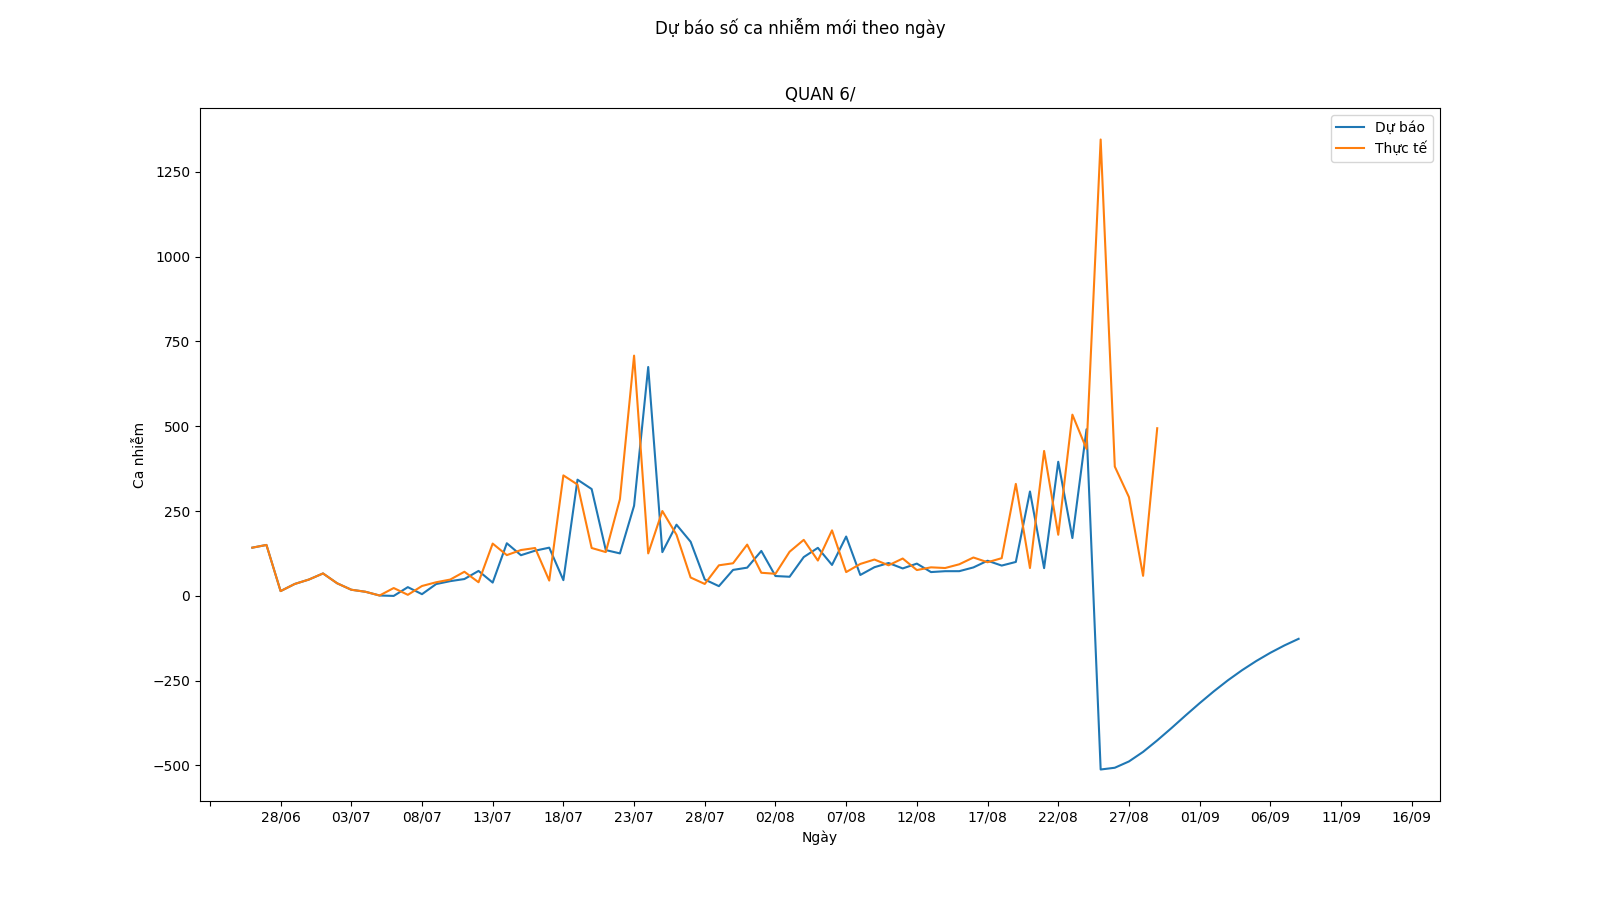 Dự báo số ca nhiễm mới theo ngày
QUAN 6/
Dự báo
Thực tế
1250
1000
750
500
250
0
−250
−500
Ca nhiễm
28/06 03/07 08/07 13/07 18/07 23/07 28/07 02/08 07/08 12/08 17/08 22/08 27/08 01/09 06/09 11/09 16/09
Ngày